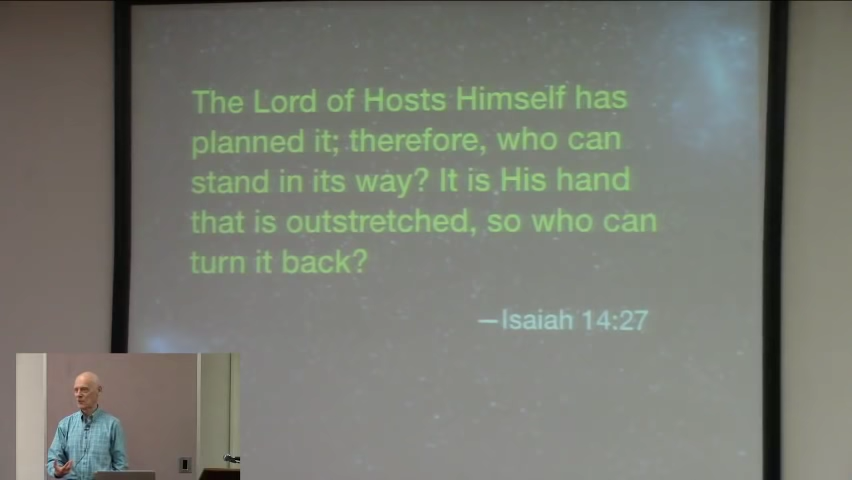 The Lord of Hosts Himself has
planned it; therefore, who can
stand in its way? It is His hand
that is outstretched, so who can
turn it back?
—Isaiah 14:27